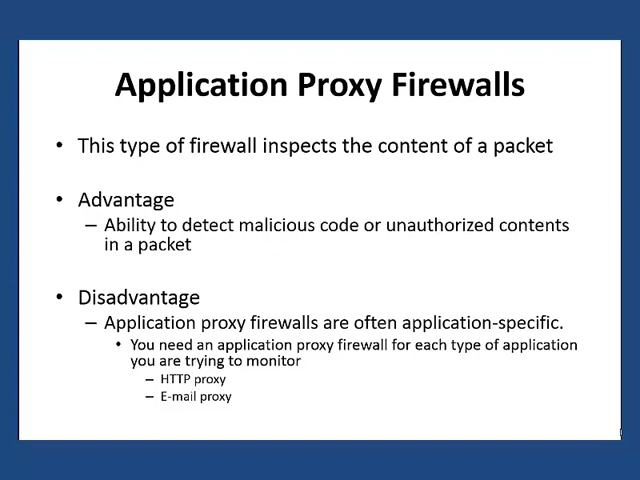 Application Proxy Firewalls
• This type of firewall inspects the content of a packet
• Advantage
– Ability to detect malicious code or unauthorized contents
in a packet
• Disadvantage
– Application proxy firewalls are often application-specific.
• You need an application proxy firewall for each type of application
you are trying to monitor
– HTTP proxy
– E-mail proxy